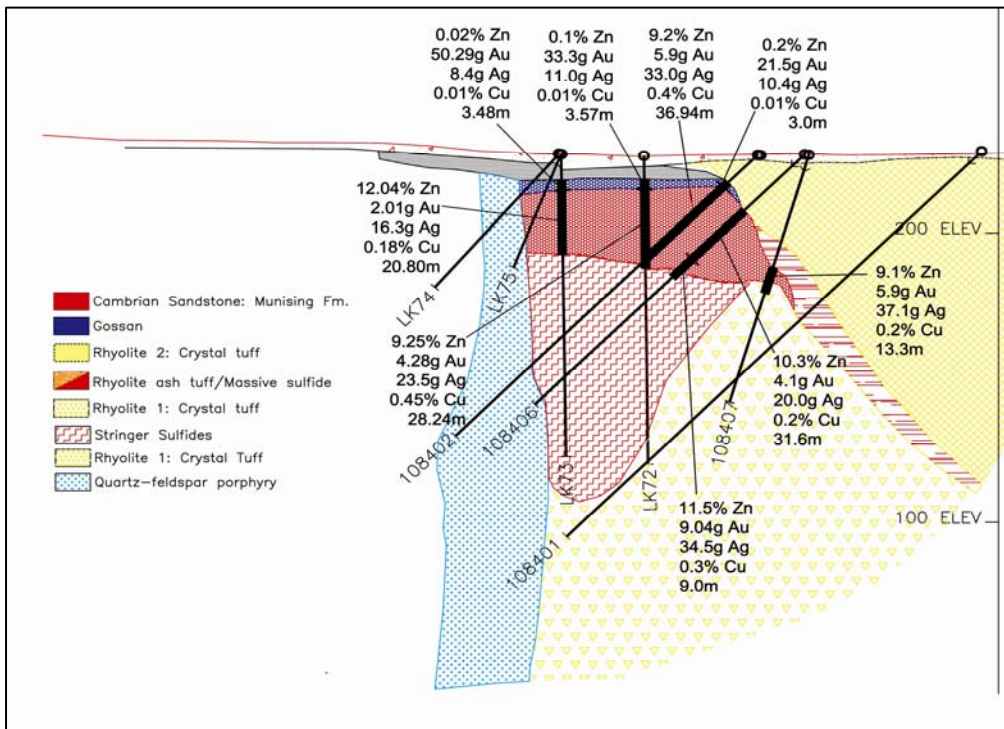 0.02% Zn
50.29g Au
8.4g Ag
0.01% Cu
3.48m
0.1% Zn
33.3g Au
11.0g Ag
0.01% Cu
3.57m
9.2% Zn
5.9g Au
33.0g Ag
0.4% Cu
36.94m
0.2% Zn
21.5g Au
10.4g Ag
0.01% Cu
3.0m
12.04% Zn
2.01g Au
16.3g Ag
0.18% Cu
20.80m
200 ELEV
LK74
LK75
9.1% Zn
5.9g Au
37.1g Ag
0.2% Cu
13.3m
Cambrian Sandstone: Munising Fm.
Gossan
Rhyolite 2: Crystal tuff
Rhyolite ash tuff/Massive sulfide
Rhyolite 1: Crystal tuff
Stringer Sulfides
Rhyolite 1: Crystal Tuff
Quartz-feldspar porphyry
9.25% Zn
4.28g Au
23.5g Ag
0.45% Cu
28.24m
10.3% Zn
4.1g Au
20.0g Ag
0.2% Cu
31.6m
108402
108406
108407
LK73
LK72
11.5% Zn
9.04g Au
34.5g Ag
0.3% Cu
9.0m
100 ELEV
108401